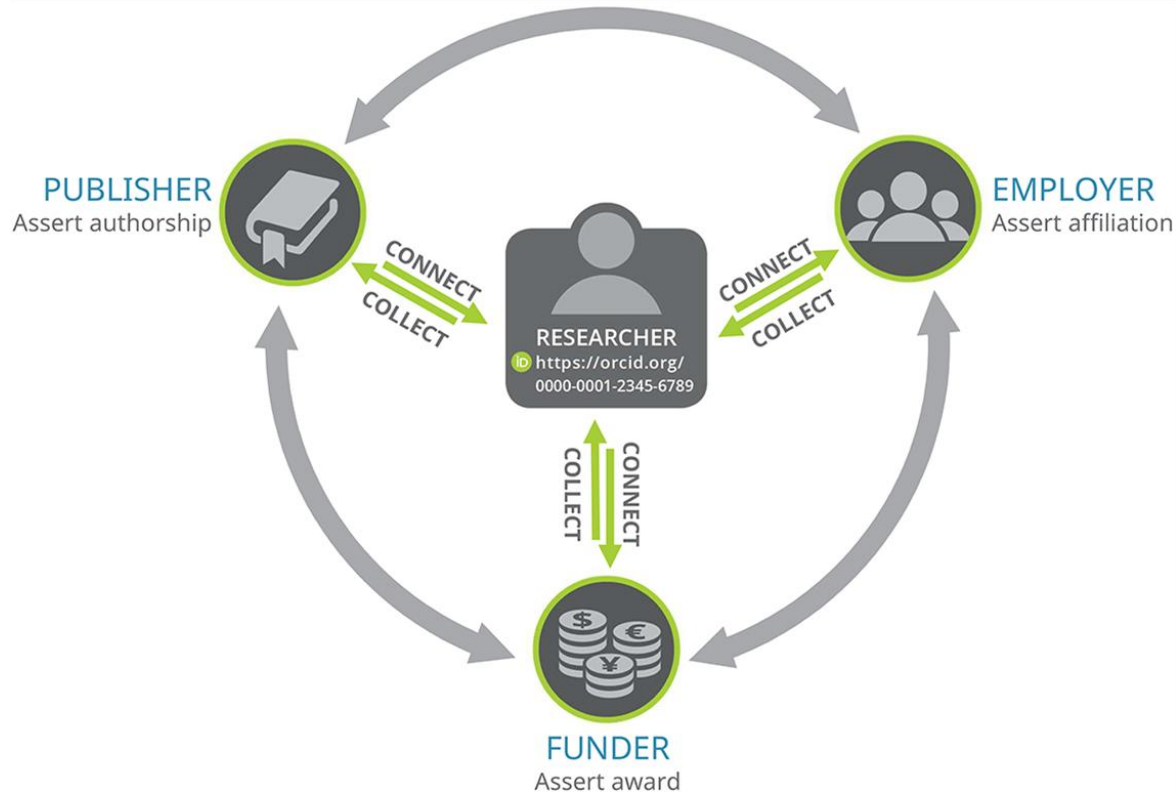 PUBLISHER
Assert authorship
EMPLOYER
Assert affiliation
CONNECT
COLLECT
CONNECT
COLLECT
RESEARCHER
iD https://orcid.org/
0000-0001-2345-6789
COLLECT
CONNECT
$
€
¥
FUNDER
Assert award